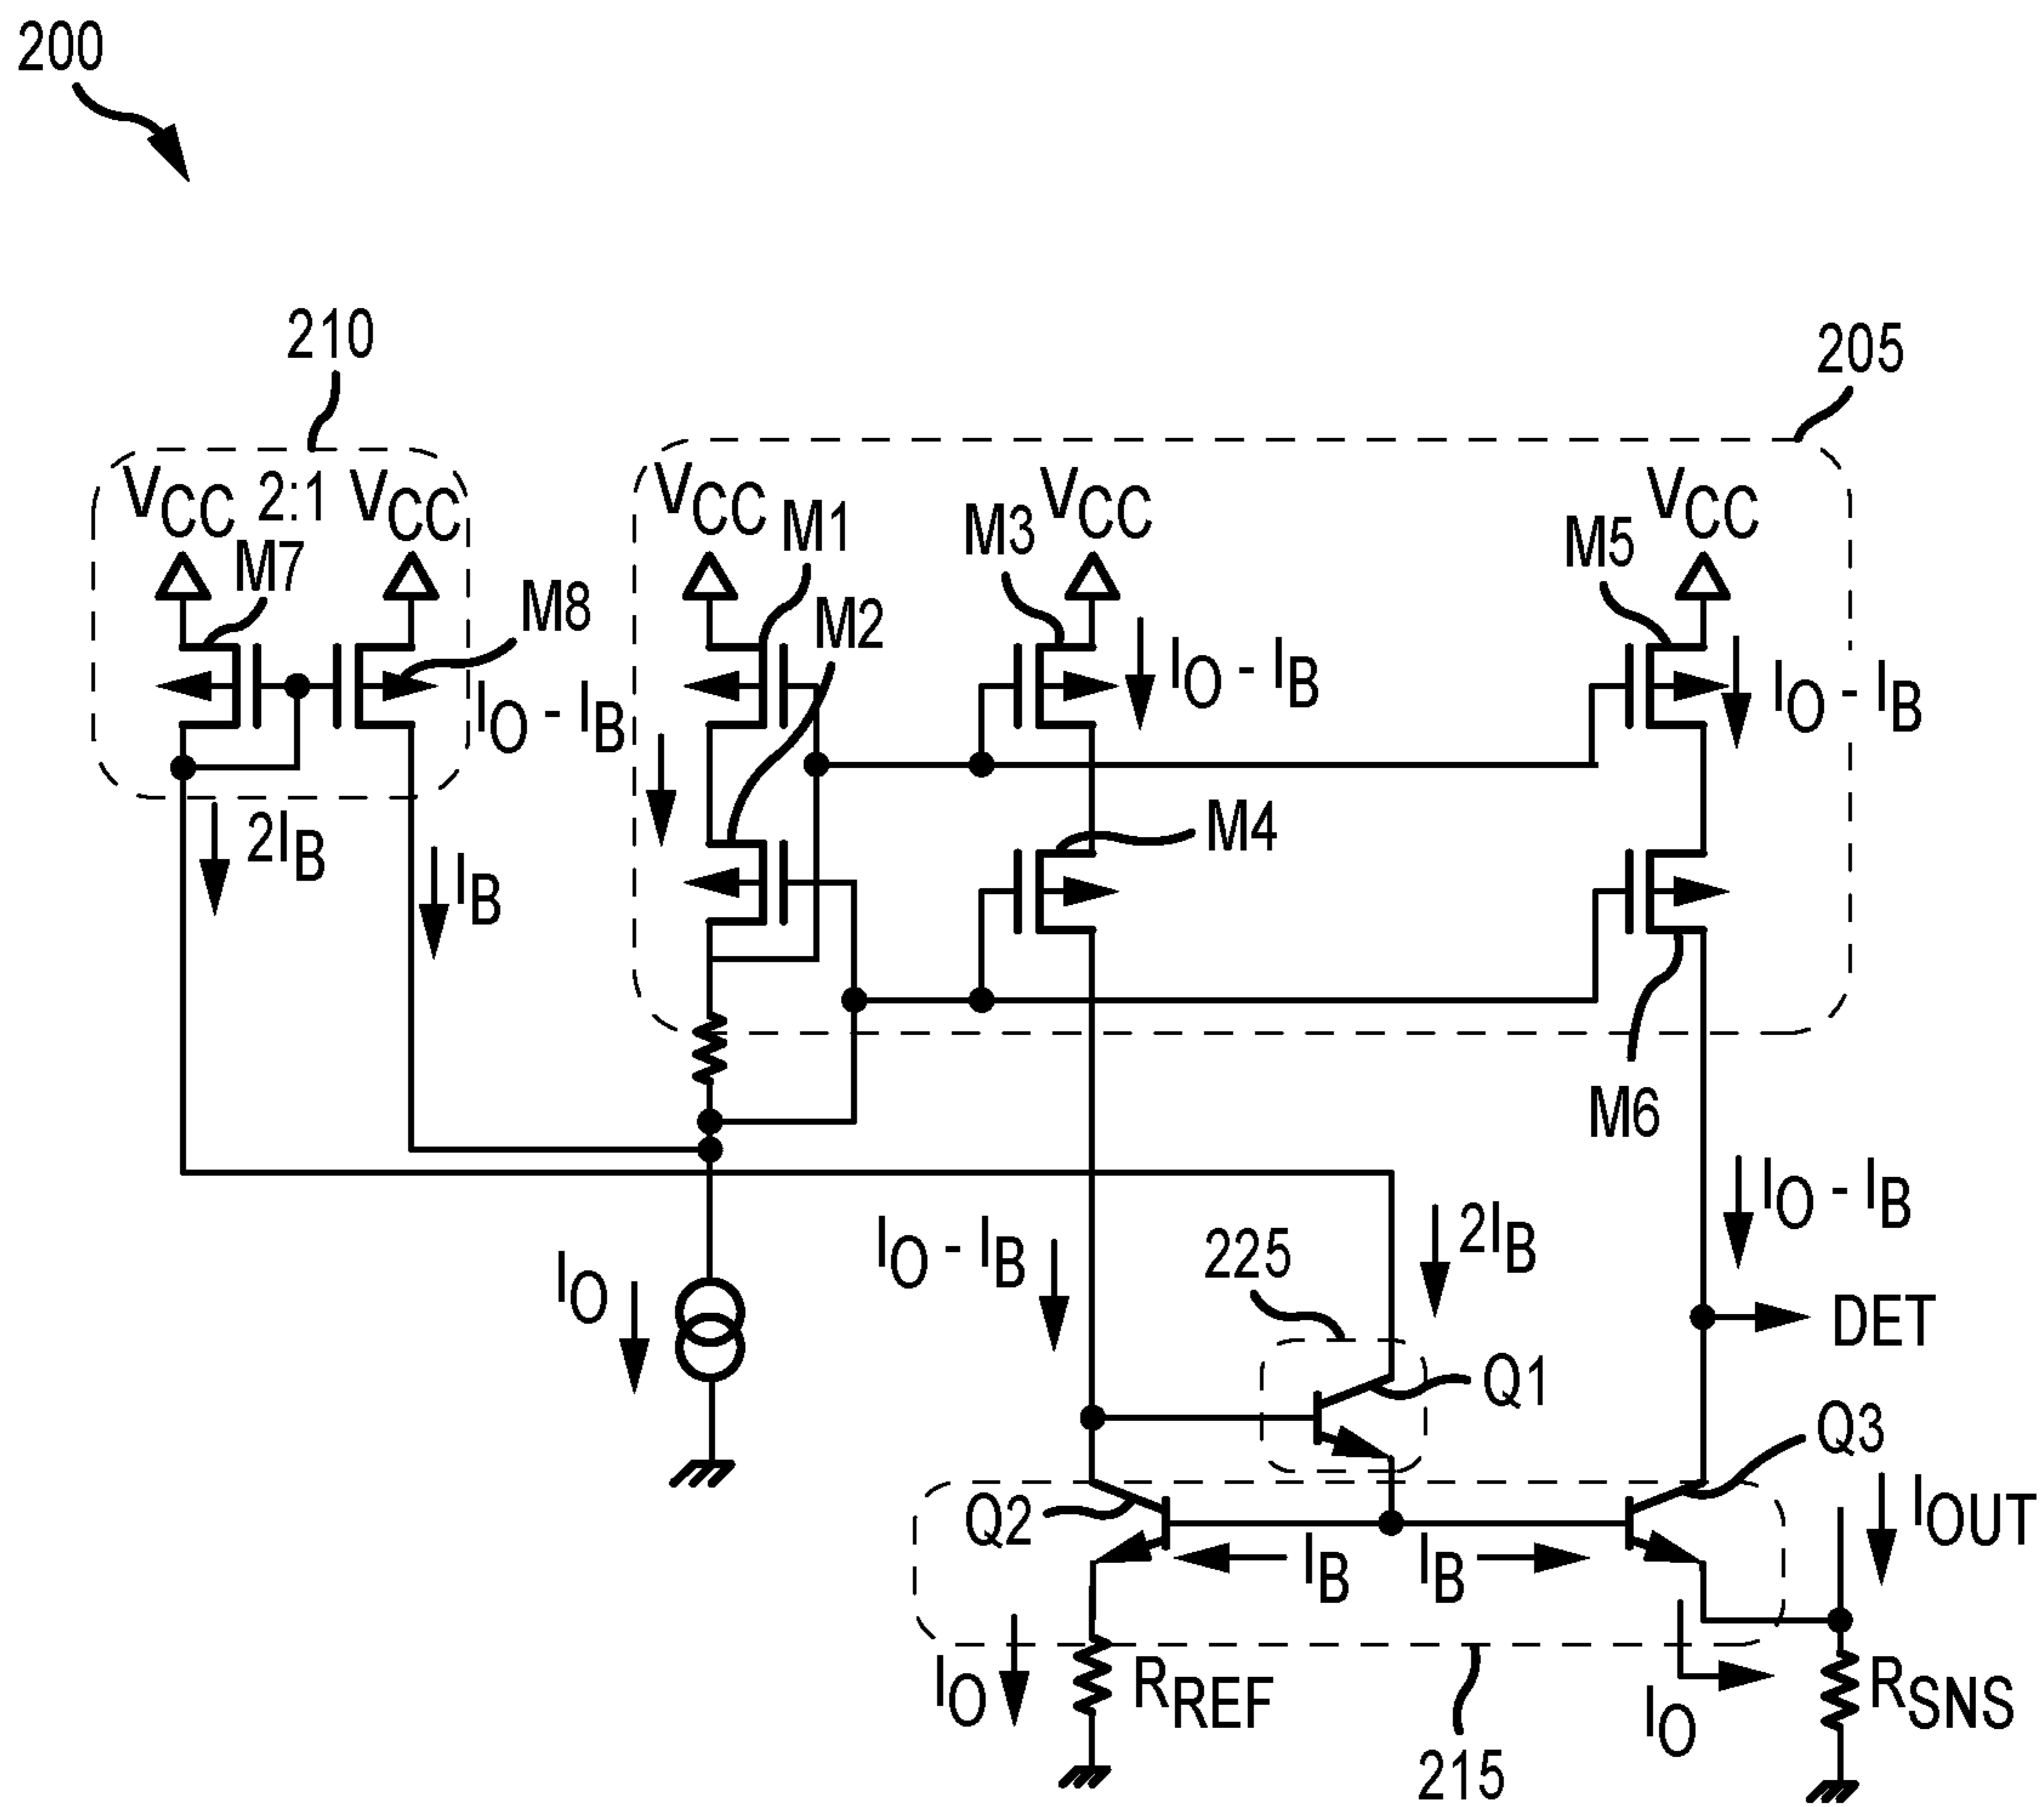 200
210
205
VCC
2:1
VCC
VCC
M1
M3
VCC
M5
VCC
M7
M8
M2
IO - IB
IO - IB
IO - IB
2IB
IB
M4
M6
IO
IO - IB
225
2IB
IO - IB
DET
Q1
Q3
Q2
IB
IB
IOUT
IO
RREF
IO
RSNS
215